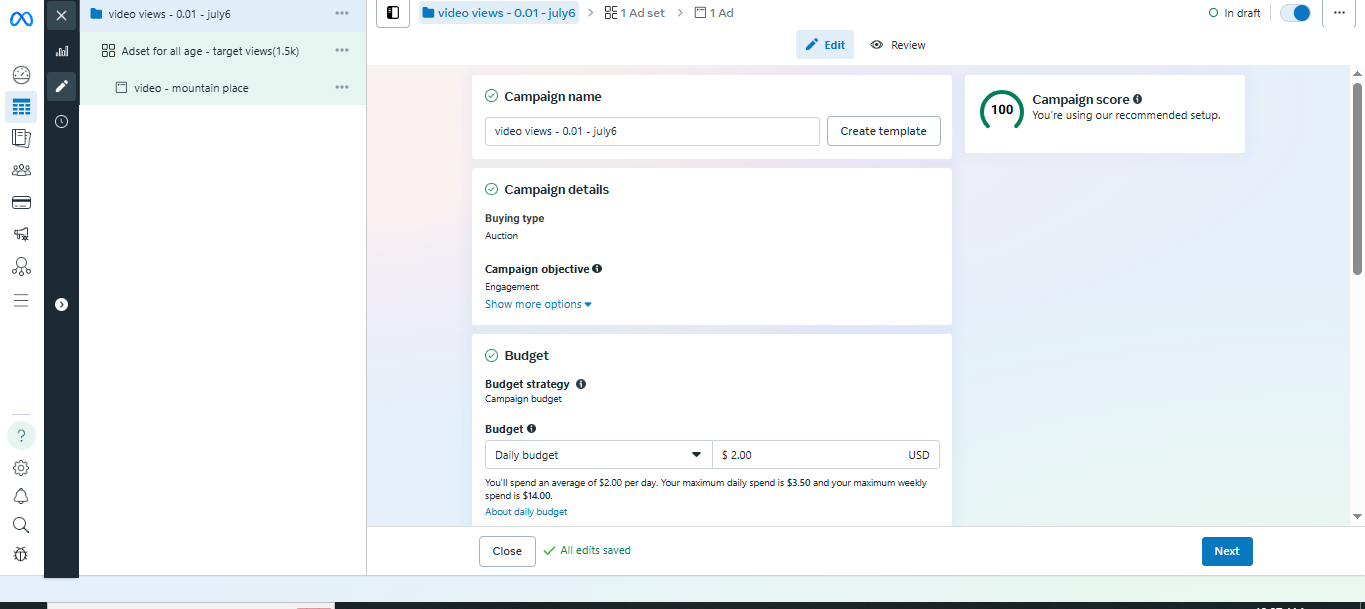 video views - 0.01 - july6
Adset for all age - target views(1.5k)
video - mountain place
video views - 0.01 - july6
1 Ad set
1 Ad
In draft
Edit
Review
Campaign name
video views - 0.01 - july6
Create template
100
Campaign score
You're using our recommended setup.
Campaign details
Buying type
Auction
Campaign objective
Engagement
Show more options
Budget
Budget strategy
Campaign budget
Budget
Daily budget
$ 2.00
USD
You'll spend an average of $2.00 per day. Your maximum daily spend is $3.50 and your maximum weekly
spend is $14.00.
About daily budget
Close
All edits saved
Next